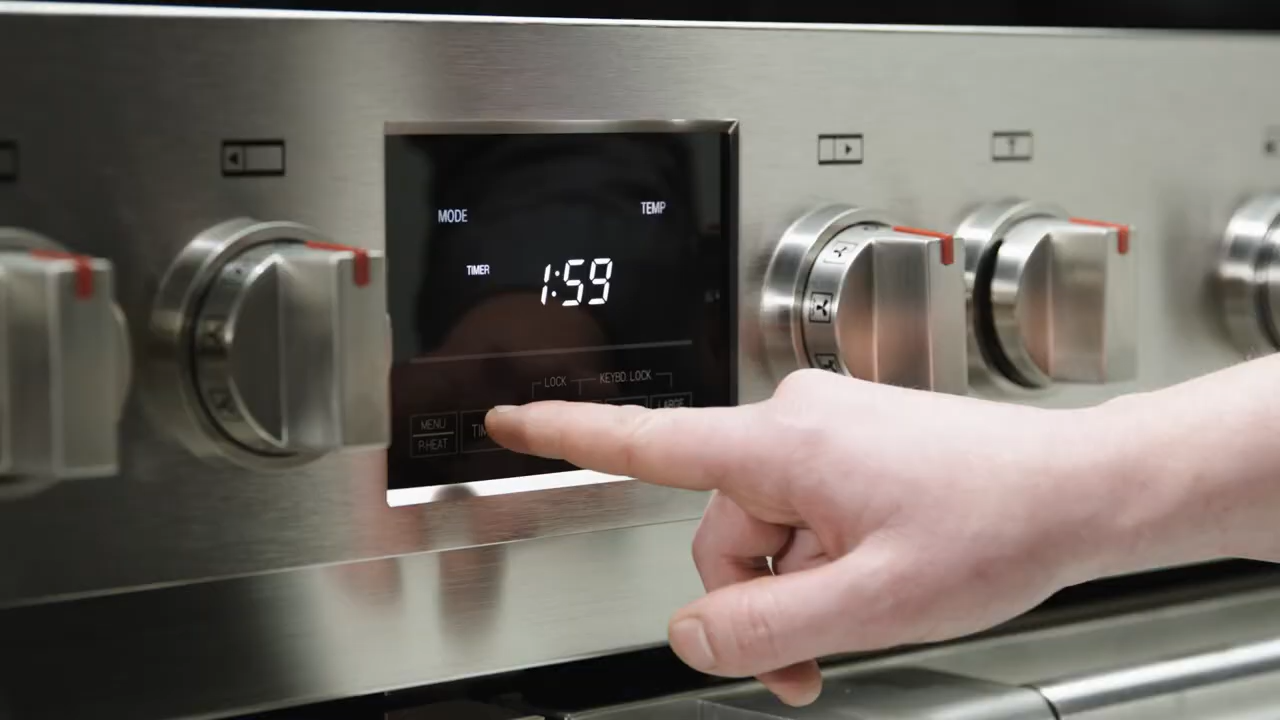 MODE TEMP
TIMER 1:59
LOCK KEYBD LOCK
MENU LARGE
P.HEAT